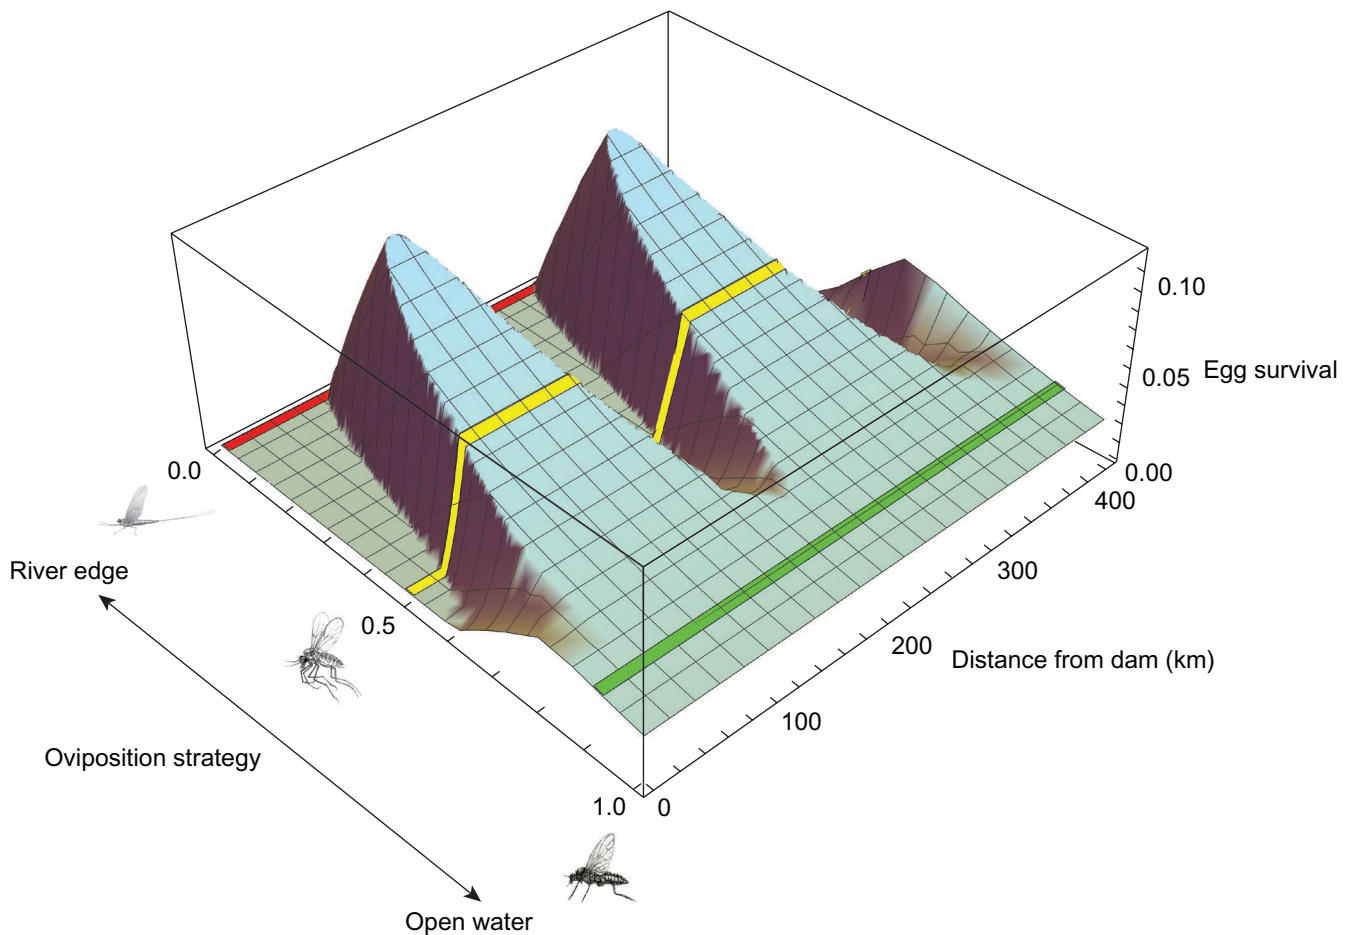 0.10
0.05
Egg survival
0.00
400
300
200
Distance from dam (km)
100
0
0.0
River edge
0.5
Oviposition strategy
1.0
Open water